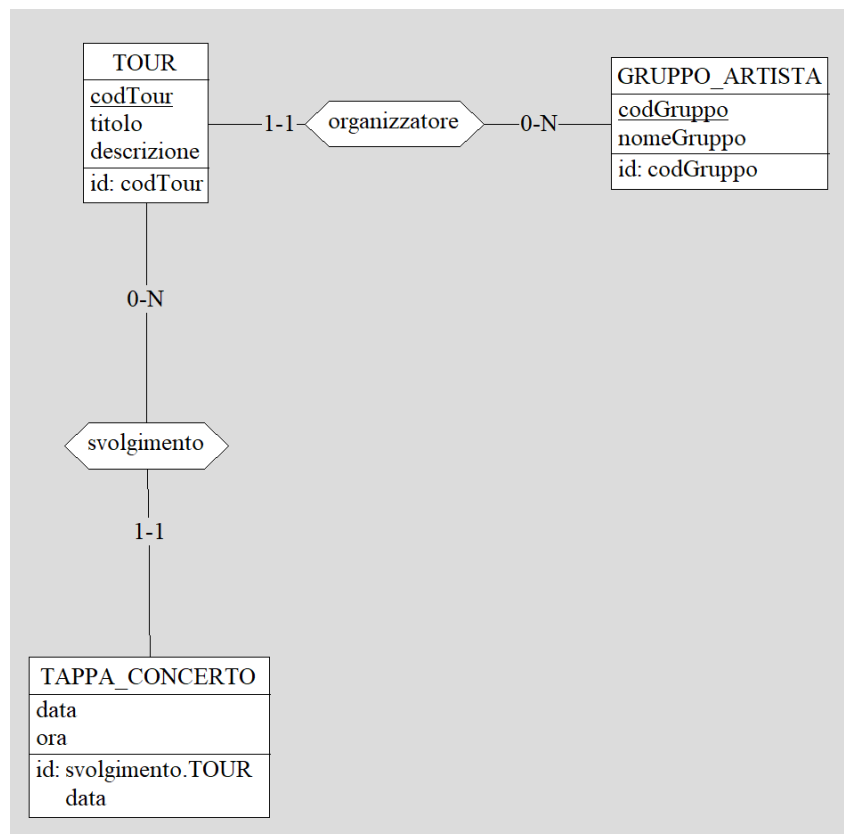 TOUR
codTour
titolo
descrizione
id: codTour
1-1
organizzatore
0-N
GRUPPO_ARTISTA
codGruppo
nomeGruppo
id: codGruppo
0-N
svolgimento
1-1
TAPPA_CONCERTO
data
ora
id: svolgimento.TOUR
data